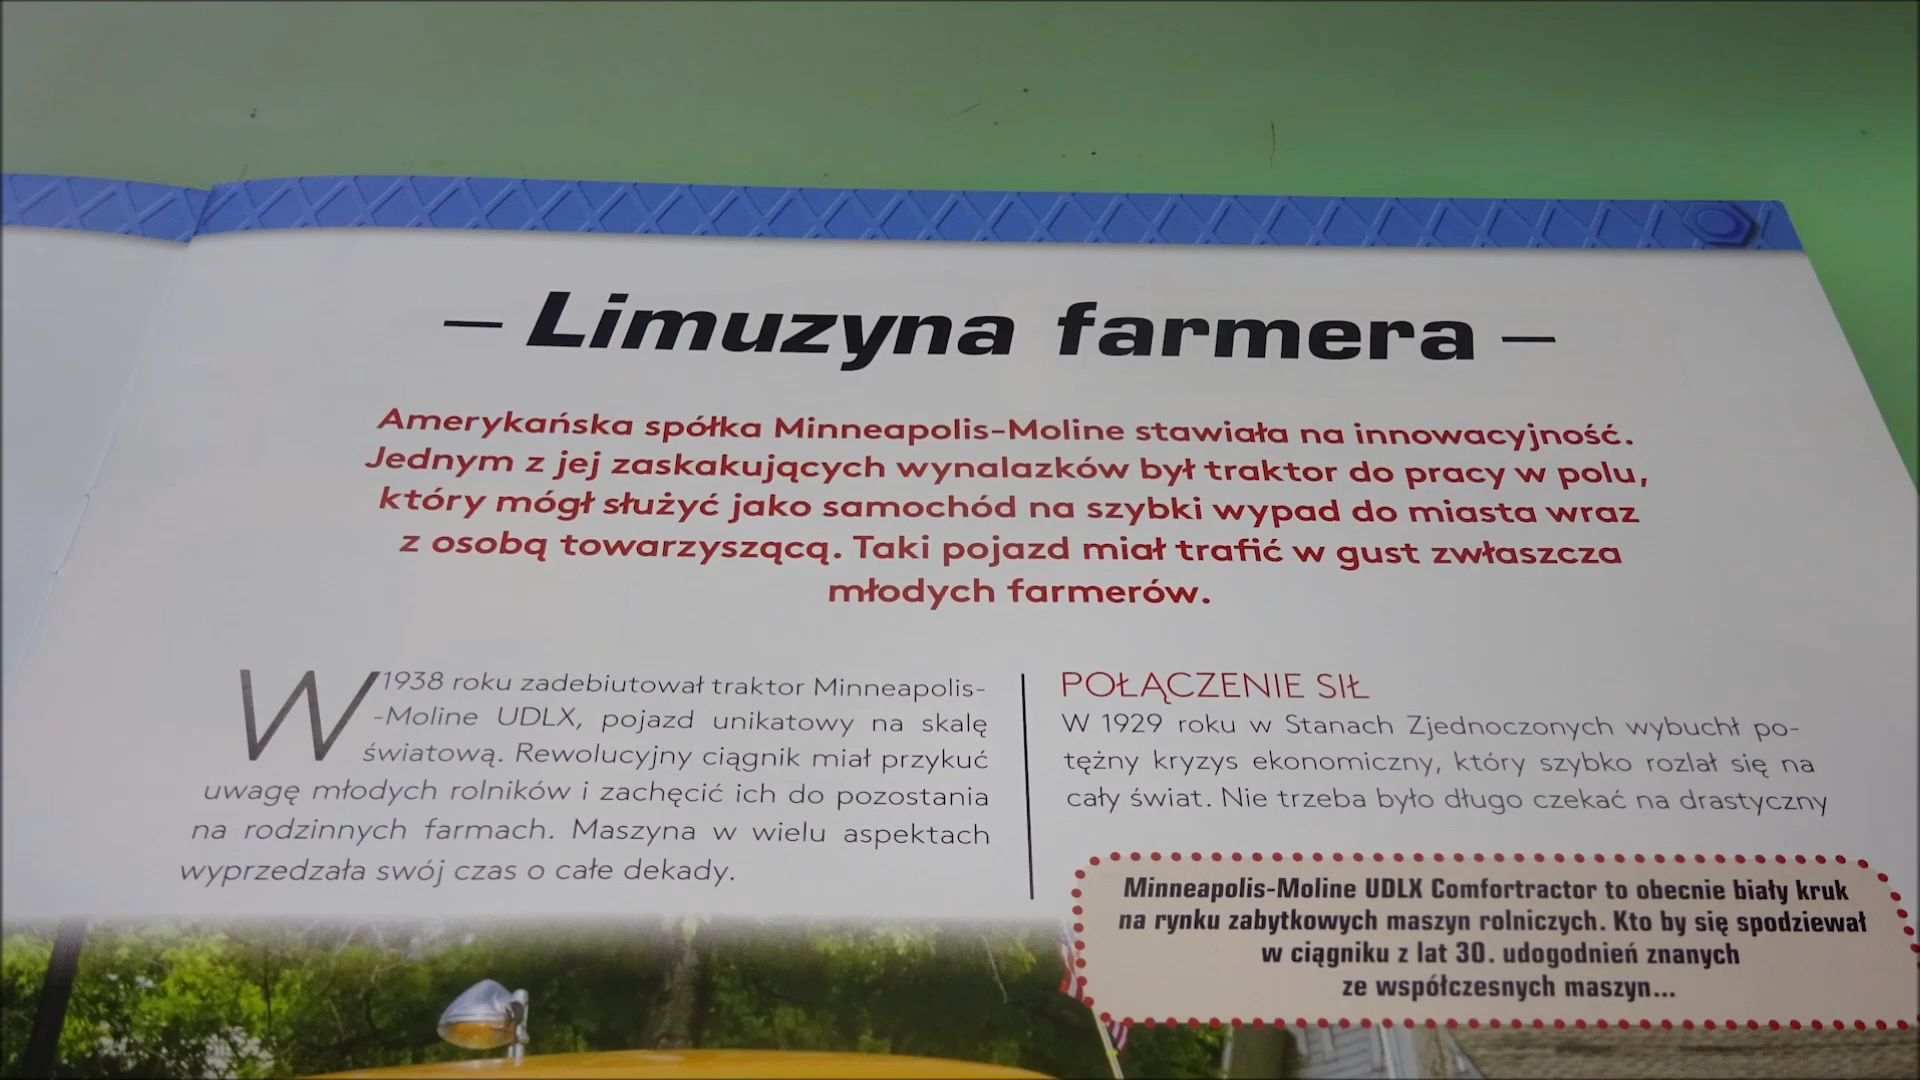 – Limuzyna farmera –
Amerykańska spółka Minneapolis-Moline stawiała na innowacyjność.
Jednym z jej zaskakujących wynalazków był traktor do pracy w polu,
który mógł służyć jako samochód na szybki wypad do miasta wraz
z osobą towarzyszącą. Taki pojazd miał trafić w gust zwłaszcza
młodych farmerów.
W 1938 roku zadebiutował traktor Minneapolis-
-Moline UDLX, pojazd unikatowy na skalę
światową. Rewolucyjny ciągnik miał przykuć
uwagę młodych rolników i zachęcić ich do pozostania
na rodzinnych farmach. Maszyna w wielu aspektach
wyprzedzała swój czas o całe dekady.
POŁĄCZENIE SIŁ
W 1929 roku w Stanach Zjednoczonych wybuchł po-
tężny kryzys ekonomiczny, który szybko rozlał się na
cały świat. Nie trzeba było długo czekać na drastyczny
Minneapolis-Moline UDLX Comfortractor to obecnie biały kruk
na rynku zabytkowych maszyn rolniczych. Kto by się spodziewał
w ciągniku z lat 30. udogodnień znanych
ze współczesnych maszyn...